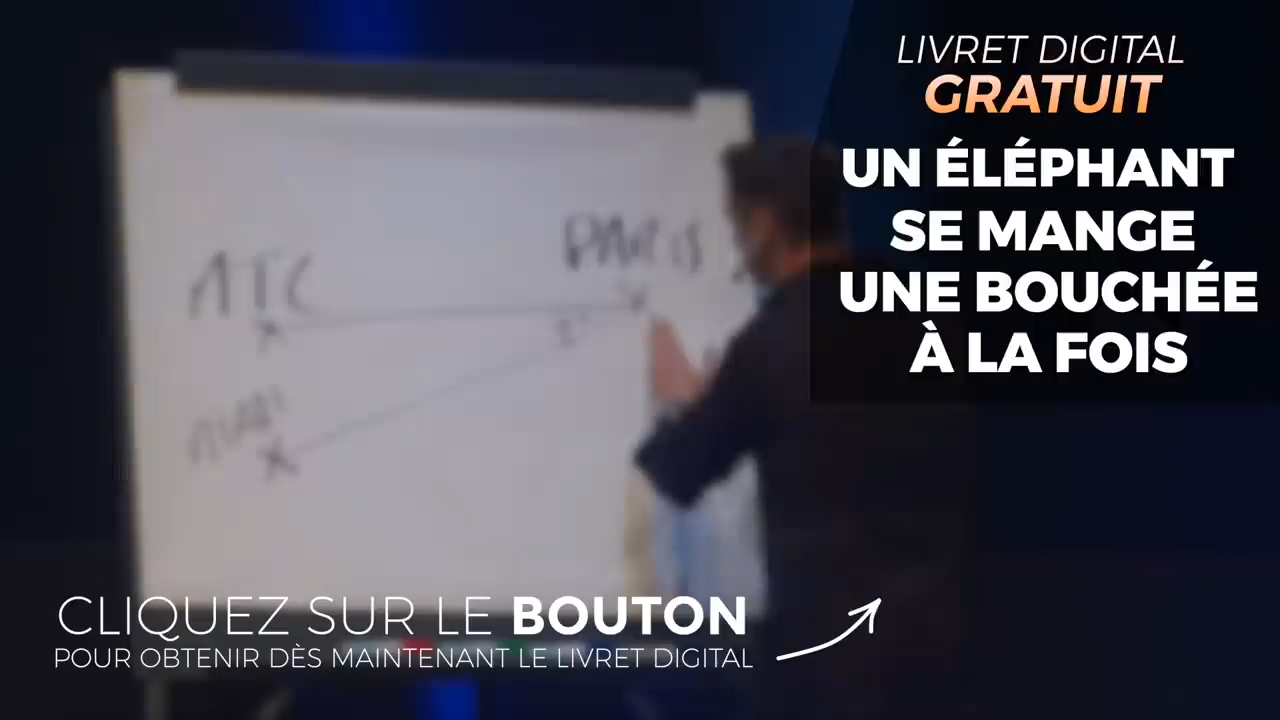 LIVRET DIGITAL
GRATUIT
UN ÉLÉPHANT
SE MANGE
UNE BOUCHÉE
À LA FOIS
PARIS
CLIQUEZ SUR LE BOUTON
POUR OBTENIR DÈS MAINTENANT LE LIVRET DIGITAL